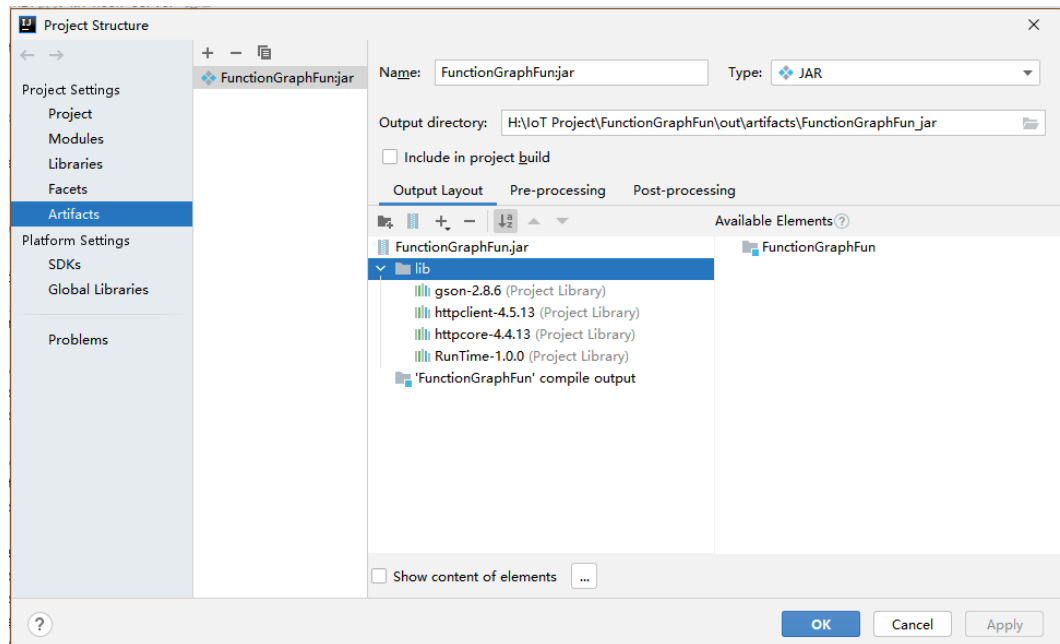 Project Structure
Project Settings
Project
Modules
Libraries
Facets
Artifacts
Platform Settings
SDKs
Global Libraries
Problems
FunctionGraphFun:jar
Name: FunctionGraphFun:jar Type: JAR
Output directory: H:\IoT Project\FunctionGraphFun\out\artifacts\FunctionGraphFun_jar
Include in project build
Output Layout Pre-processing Post-processing
Available Elements ?
FunctionGraphFun.jar
lib
gson-2.8.6 (Project Library)
httpclient-4.5.13 (Project Library)
httpcore-4.4.13 (Project Library)
RunTime-1.0.0 (Project Library)
'FunctionGraphFun' compile output
FunctionGraphFun
Show content of elements ...
? OK Cancel Apply